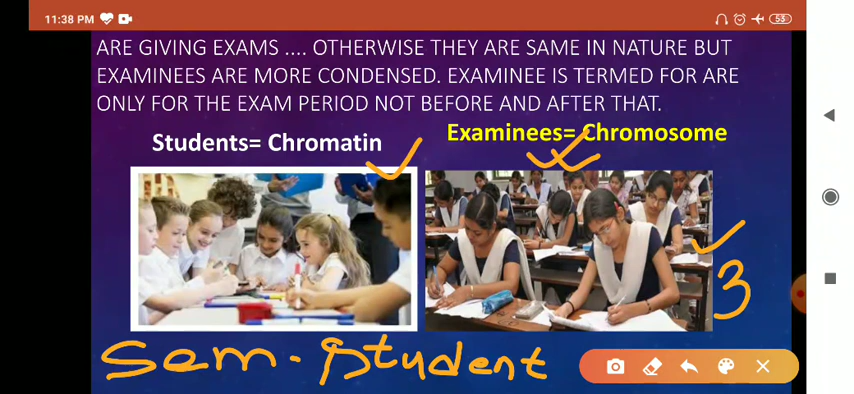 11:38 PM
53
ARE GIVING EXAMS .... OTHERWISE THEY ARE SAME IN NATURE BUT
EXAMINEES ARE MORE CONDENSED. EXAMINEE IS TERMED FOR ARE
ONLY FOR THE EXAM PERIOD NOT BEFORE AND AFTER THAT.
Students= Chromatin
Examinees= Chromosome
3
Sem - Student